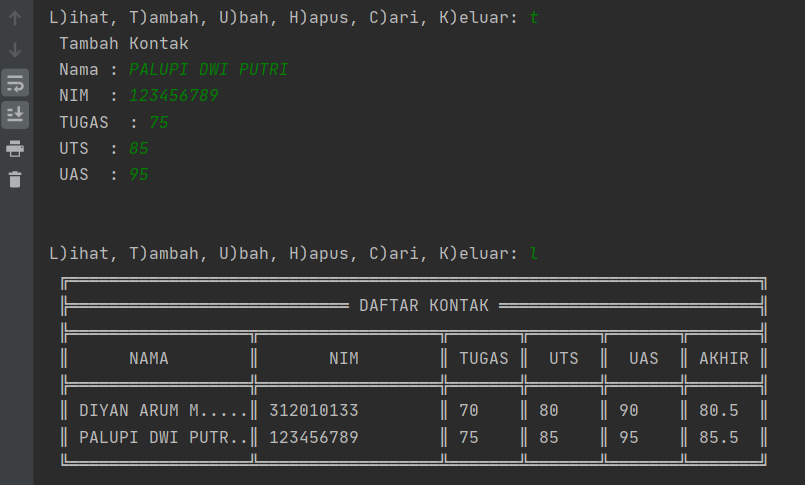 L)ihat, T)ambah, U)bah, H)apus, C)ari, K)eluar: t
Tambah Kontak
Nama : PALUPI DWI PUTRI
NIM  : 123456789
TUGAS  : 75
UTS  : 85
UAS  : 95
L)ihat, T)ambah, U)bah, H)apus, C)ari, K)eluar: l
DAFTAR KONTAK
NAMA NIM TUGAS UTS UAS AKHIR
DIYAN ARUM M..... 312010133 70 80 90 80.5
PALUPI DWI PUTR.. 123456789 75 85 95 85.5